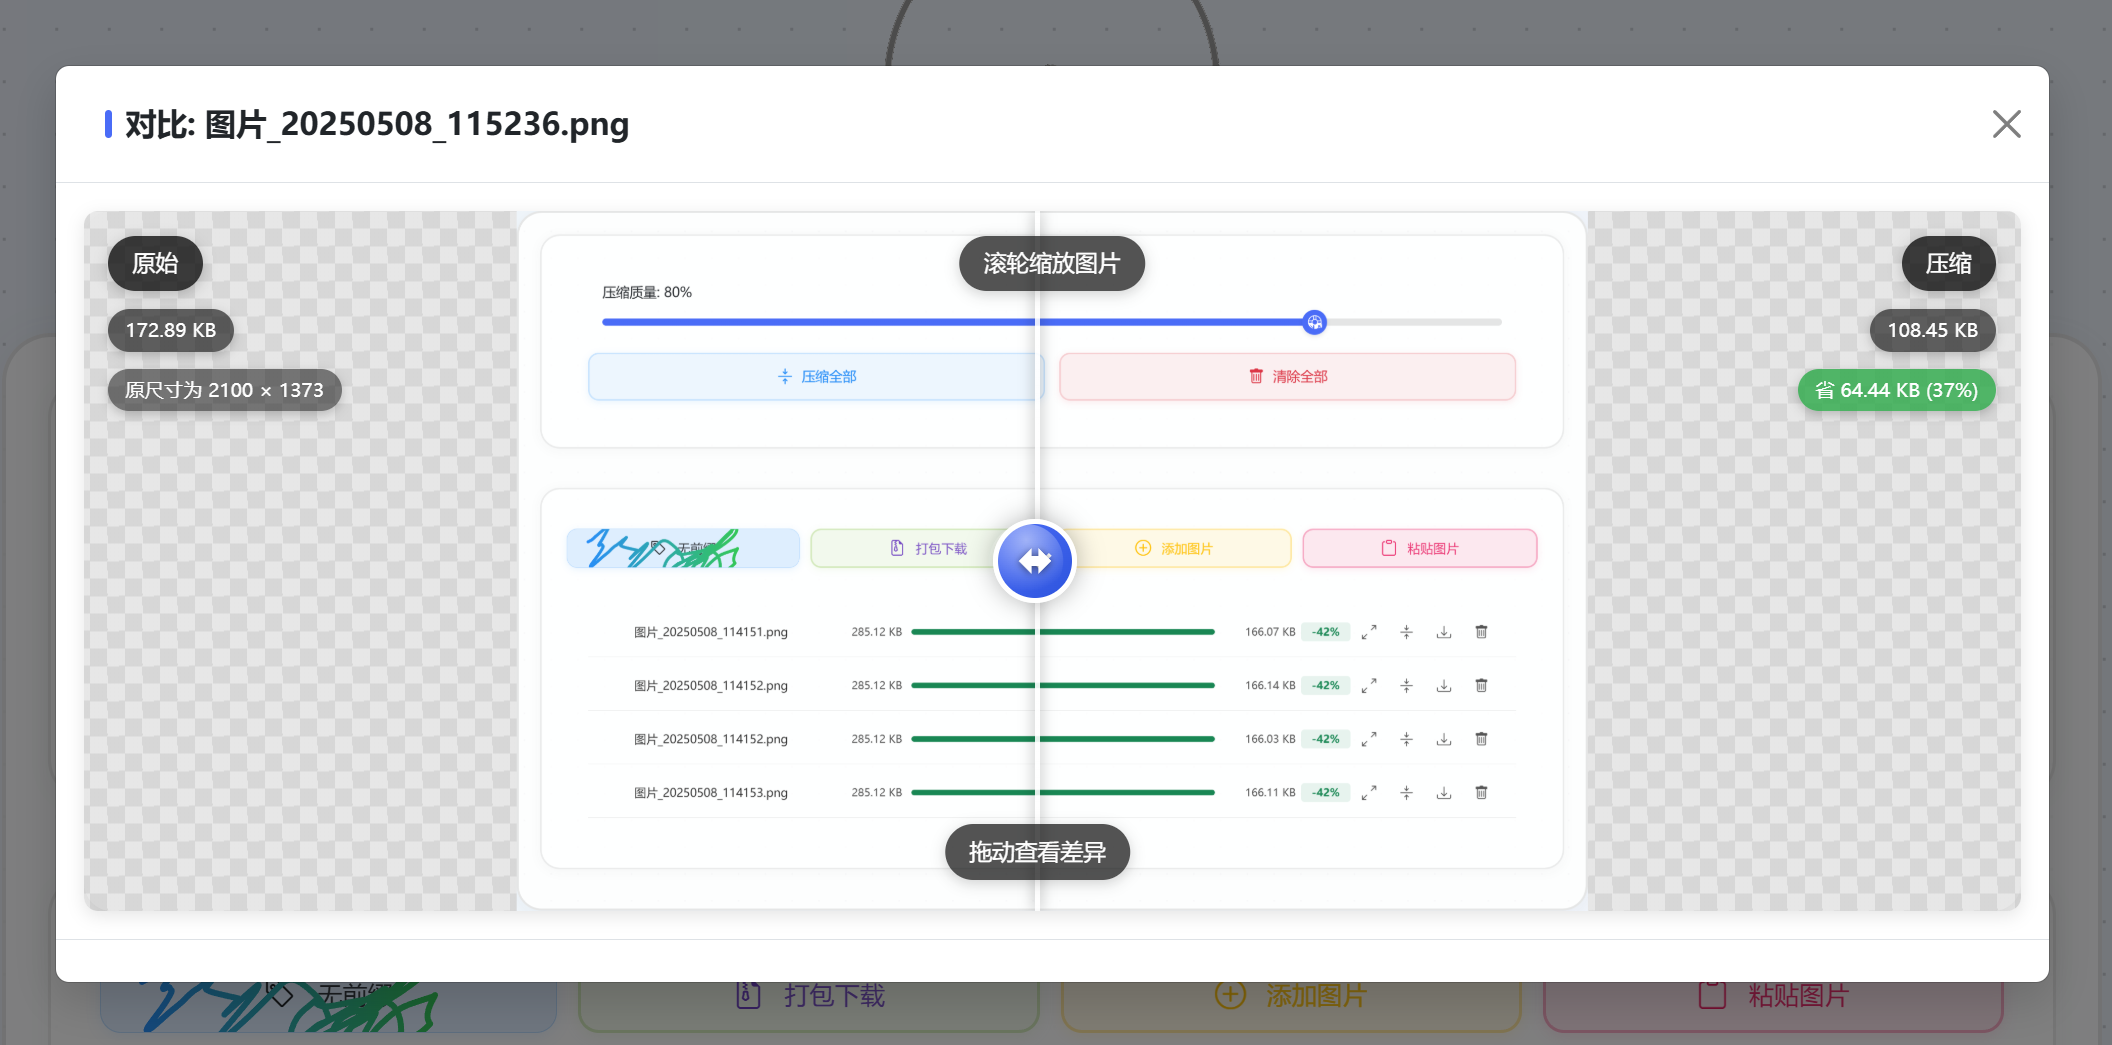 对比: 图片_20250508_115236.png
原始
滚轮缩放图片
压缩
172.89 KB
108.45 KB
原尺寸为 2100 × 1373
省 64.44 KB (37%)
压缩质量: 80%
压缩全部
清除全部
无前缀
打包下载
添加图片
粘贴图片
图片_20250508_114151.png 285.12 KB 166.07 KB -42%
图片_20250508_114152.png 285.12 KB 166.14 KB -42%
图片_20250508_114152.png 285.12 KB 166.03 KB -42%
图片_20250508_114153.png 285.12 KB 166.11 KB -42%
拖动查看差异
无前缀
打包下载
添加图片
粘贴图片